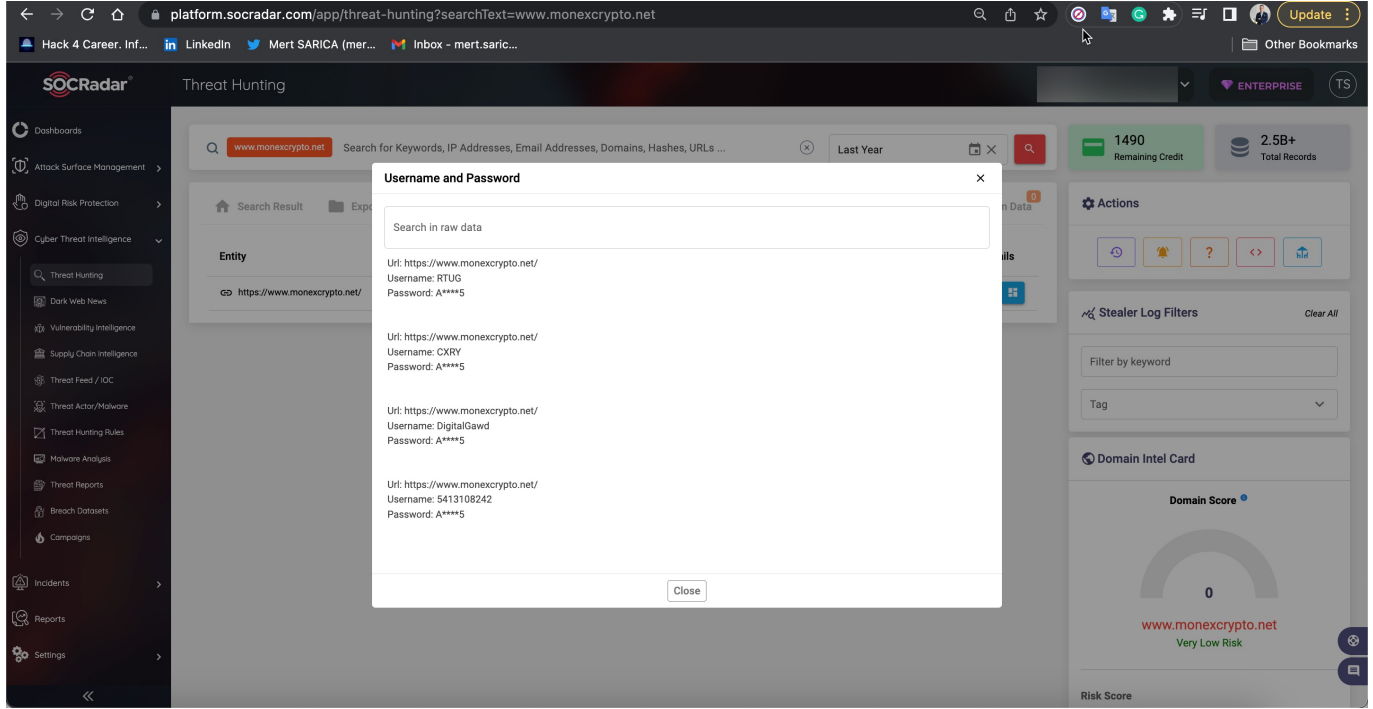 platform.socradar.com/app/threat-hunting?searchText=www.monexcrypto.net
Update
Hack 4 Career. Inf...
LinkedIn
Mert SARICA (mer...
Inbox - mert.saric...
Other Bookmarks
SOCRadar®
Threat Hunting
ENTERPRISE
TS
Dashboards
Attack Surface Management
Digital Risk Protection
Cyber Threat Intelligence
Threat Hunting
Dark Web News
Vulnerability Intelligence
Supply Chain Intelligence
Threat Feed / IOC
Threat Actor/Malware
Threat Hunting Rules
Malware Analysis
Threat Reports
Breach Datasets
Campaigns
Incidents
Reports
Settings
www.monexcrypto.net Search for Keywords, IP Addresses, Email Addresses, Domains, Hashes, URLs ...
Last Year
Search Result
Expo
n Data
0
Entity
ils
https://www.monexcrypto.net/
Username and Password
Search in raw data
Url: https://www.monexcrypto.net/
Username: RTUG
Password: A****5
Url: https://www.monexcrypto.net/
Username: CXRY
Password: A****5
Url: https://www.monexcrypto.net/
Username: DigitalGawd
Password: A****5
Url: https://www.monexcrypto.net/
Username: 5413108242
Password: A****5
Close
1490
Remaining Credit
2.5B+
Total Records
Actions
Stealer Log Filters
Clear All
Filter by keyword
Tag
Domain Intel Card
Domain Score
0
www.monexcrypto.net
Very Low Risk
Risk Score